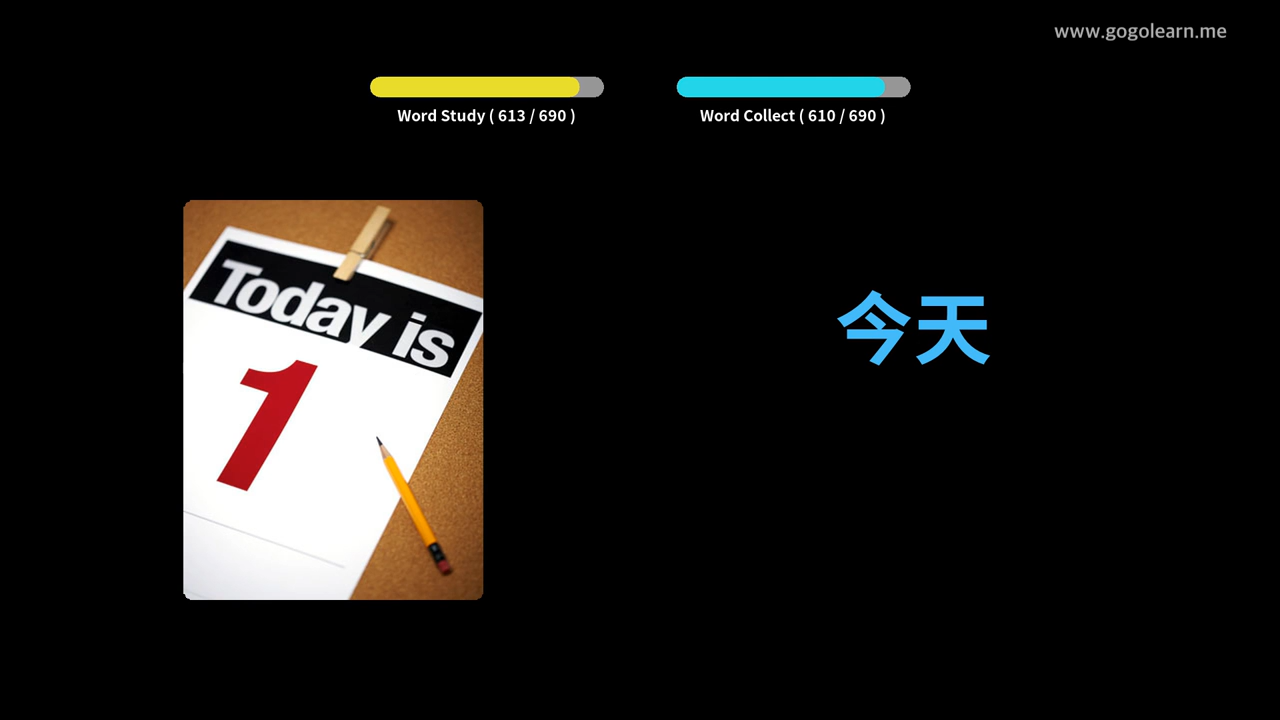 www.gogolearn.me
Word Study ( 613 / 690 )
Word Collect ( 610 / 690 )
Today is
1
今天